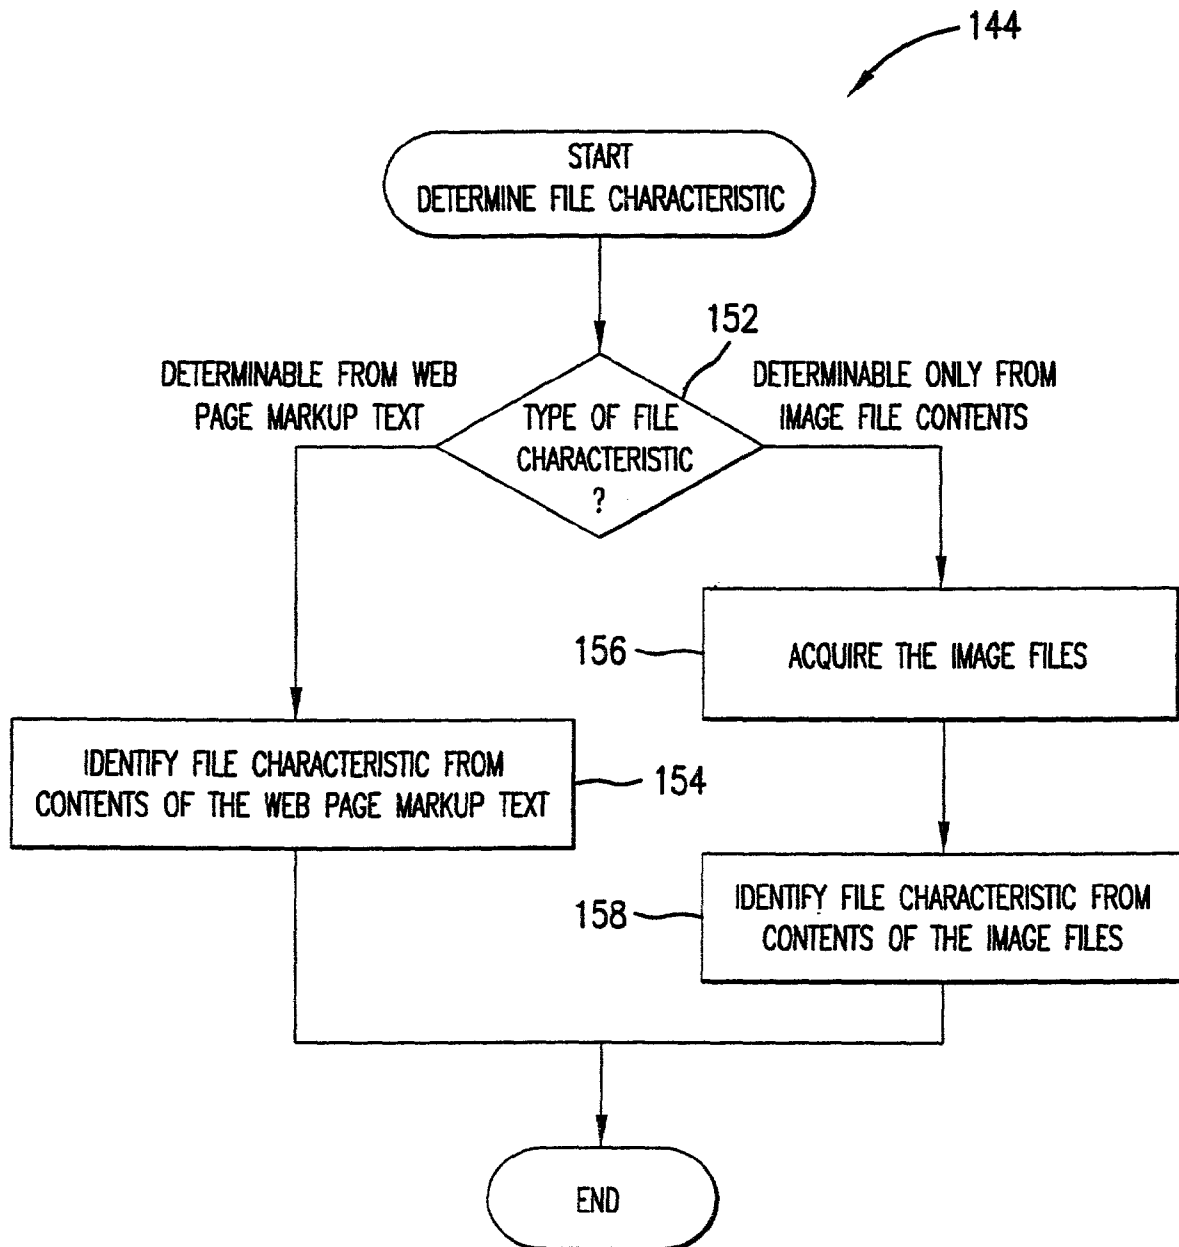 144
START
DETERMINE FILE CHARACTERISTIC
152
DETERMINABLE FROM WEB
PAGE MARKUP TEXT
TYPE OF FILE
CHARACTERISTIC
?
DETERMINABLE ONLY FROM
IMAGE FILE CONTENTS
156
ACQUIRE THE IMAGE FILES
IDENTIFY FILE CHARACTERISTIC FROM
CONTENTS OF THE WEB PAGE MARKUP TEXT
154
158
IDENTIFY FILE CHARACTERISTIC FROM
CONTENTS OF THE IMAGE FILES
END